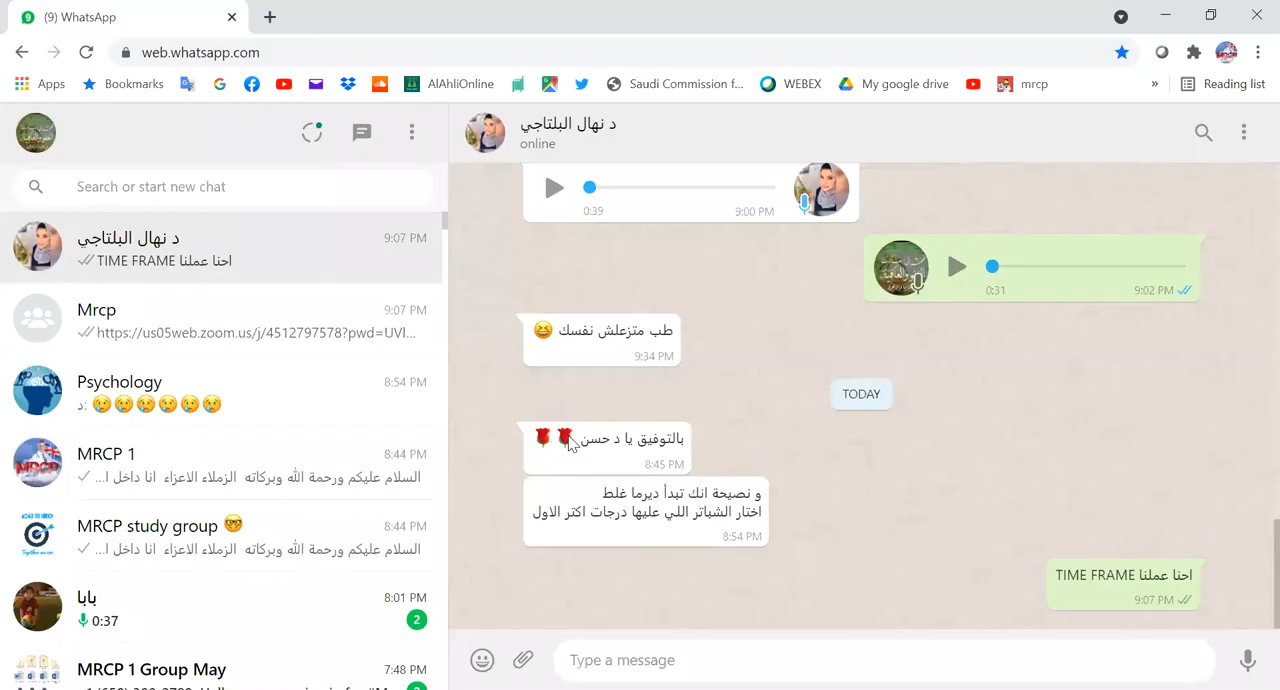 (9) WhatsApp
web.whatsapp.com
Apps
Bookmarks
AlAhliOnline
Saudi Commission f...
WEBEX
My google drive
mrcp
»
Reading list
Search or start new chat
د نهال البلتاجي
9:07 PM
احنا عملنا TIME FRAME
Mrcp
9:07 PM
https://us05web.zoom.us/j/4512797578?pwd=UVl...
Psychology
8:54 PM
د: 😢😢😢😢😢😢
MRCP 1
8:44 PM
السلام عليكم ورحمة الله وبركاته الزملاء الاعزاء انا داخل ا...
MRCP study group 🤓
8:44 PM
السلام عليكم ورحمة الله وبركاته الزملاء الاعزاء انا داخل ا...
بابا
8:01 PM
0:37
2
MRCP 1 Group May
7:48 PM
د نهال البلتاجي
online
0:39
9:00 PM
0:31
9:02 PM
طب متزعلش نفسك 😆
9:34 PM
TODAY
بالتوفيق يا د حسن 🌹🌹
8:45 PM
و نصيحة انك تبدأ ديرما غلط
اختار الشباتر اللي عليها درجات اكتر الاول
8:54 PM
احنا عملنا TIME FRAME
9:07 PM
Type a message